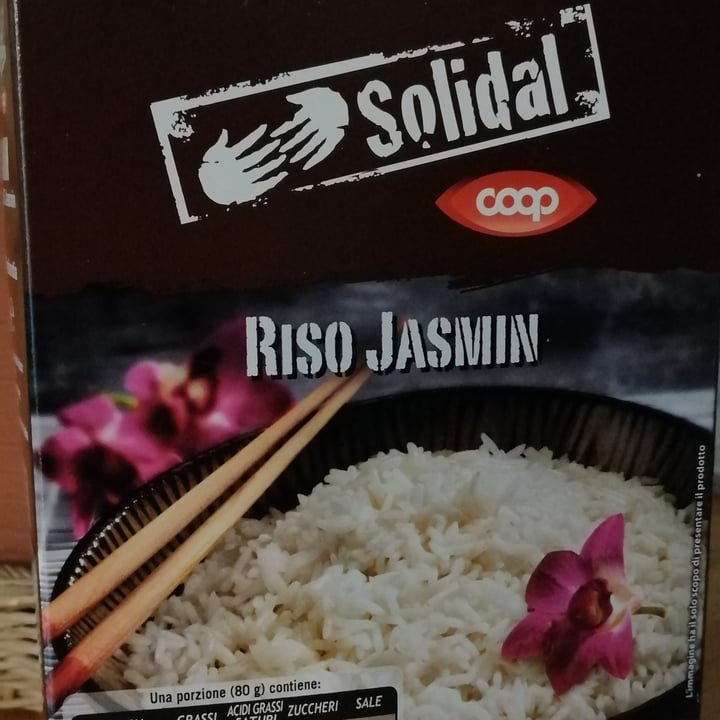 Solidal
coop
RISO JASMIN
L'immagine ha il solo scopo di presentare il prodotto
Una porzione (80 g) contiene:
GRASSI ACIDI GRASSI ZUCCHERI SALE
SATURI